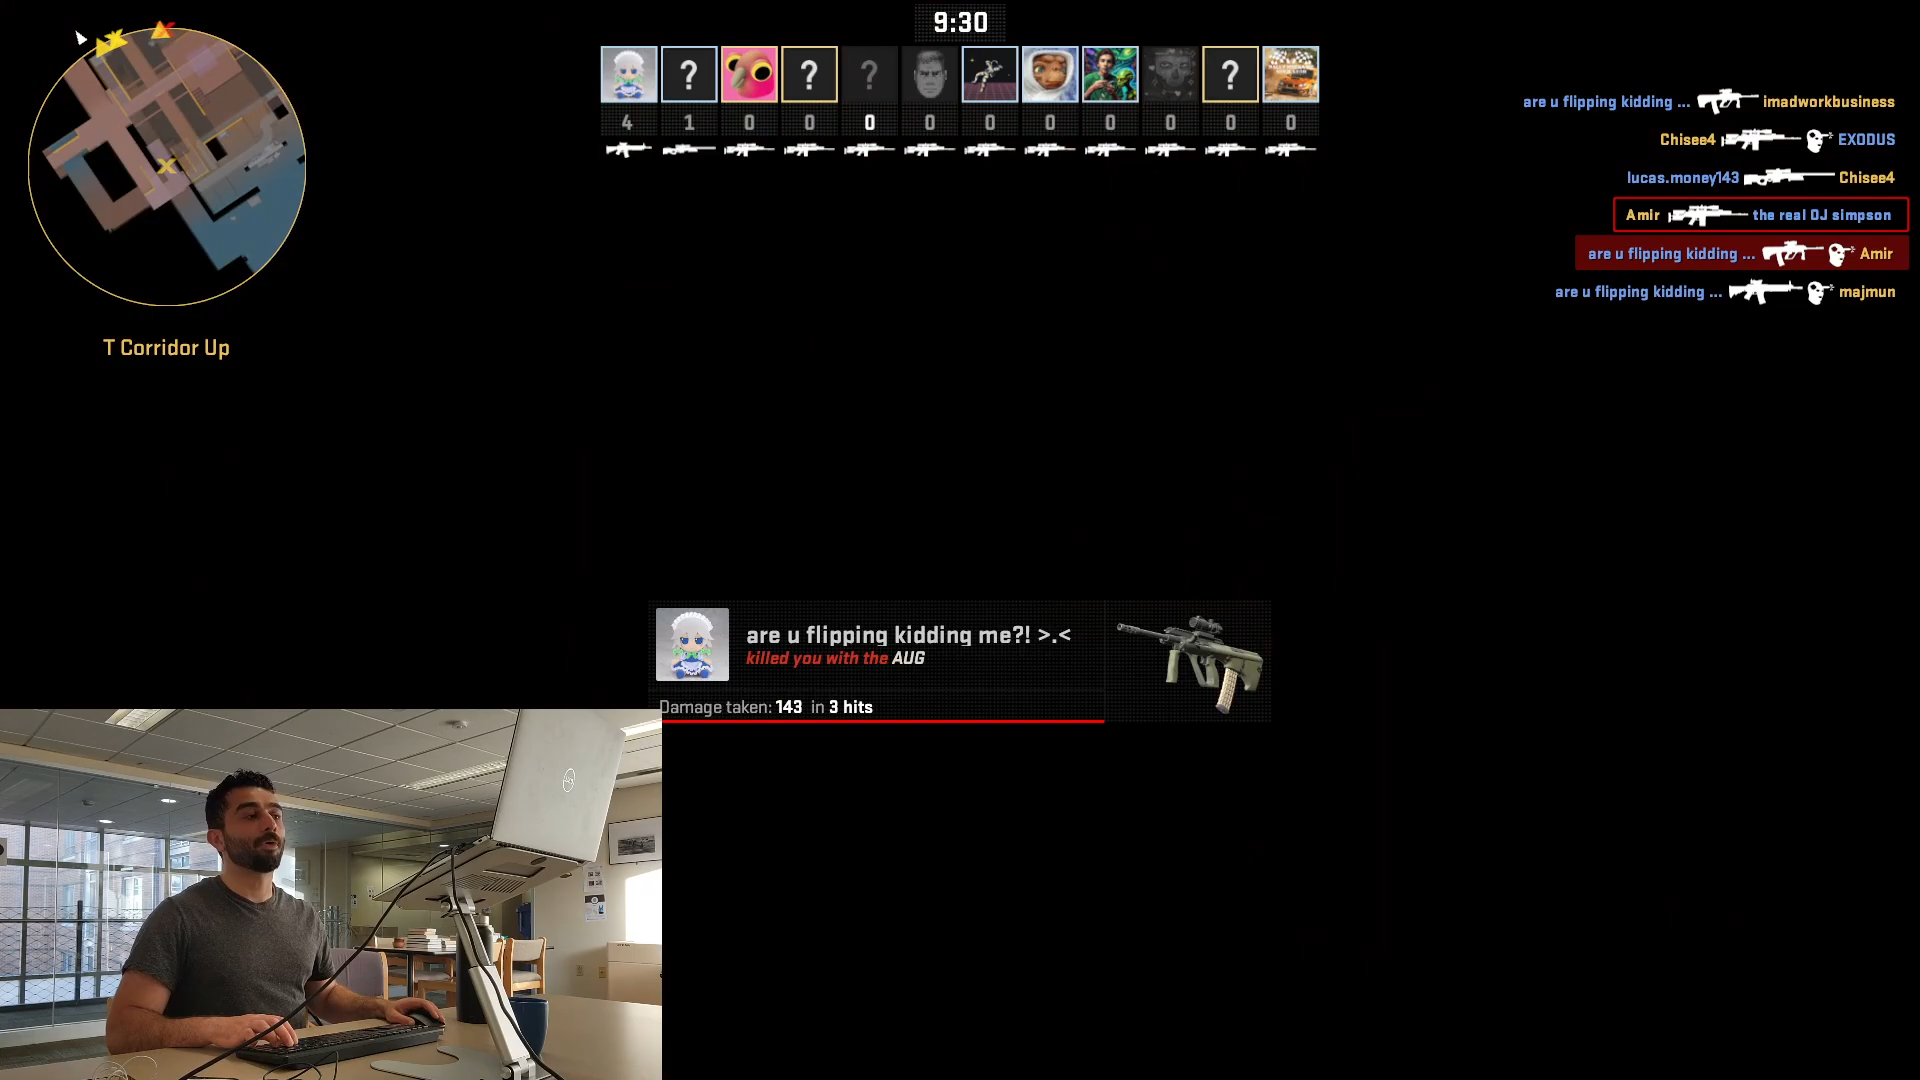 9:30
? ? ? ?
4 1 0 0 0 0 0 0 0 0 0 0
are u flipping kidding ... imadworkbusiness
Chisee4 EXODUS
lucas.money143 Chisee4
Amir the real OJ simpson
are u flipping kidding ... Amir
are u flipping kidding ... majmun
T Corridor Up
are u flipping kidding me?! >.<
killed you with the AUG
Damage taken: 143 in 3 hits